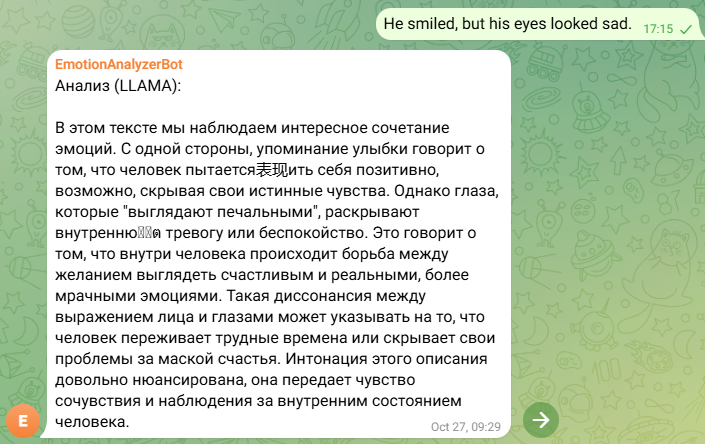 He smiled, but his eyes looked sad. 17:15
EmotionAnalyzerBot
Анализ (LLAMA):
В этом тексте мы наблюдаем интересное сочетание
эмоций. С одной стороны, упоминание улыбки говорит о
том, что человек пытается表现ить себя позитивно,
возможно, скрывая свои истинные чувства. Однако глаза,
которые "выглядают печальными", раскрывают
внутренню ด тревогу или беспокойство. Это говорит о
том, что внутри человека происходит борьба между
желанием выглядеть счастливым и реальными, более
мрачными эмоциями. Такая диссонансия между
выражением лица и глазами может указывать на то, что
человек переживает трудные времена или скрывает свои
проблемы за маской счастья. Интонация этого описания
довольно нюансирована, она передает чувство
сочувствия и наблюдения за внутренним состоянием
человека.
Oct 27, 09:29
E